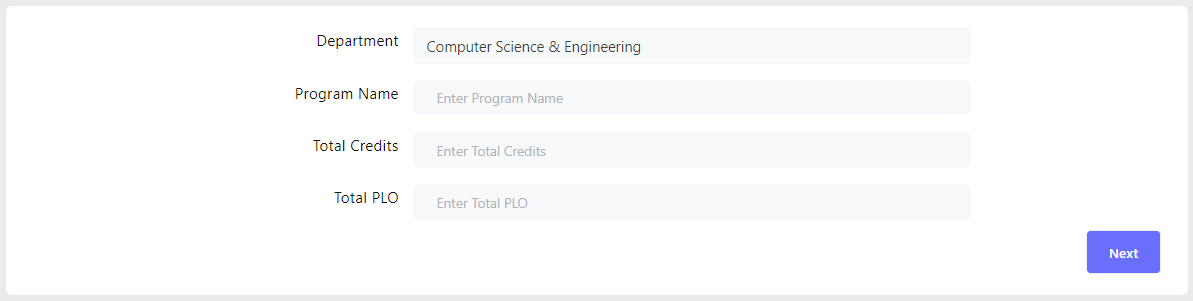 Department Computer Science & Engineering
Program Name Enter Program Name
Total Credits Enter Total Credits
Total PLO Enter Total PLO
Next